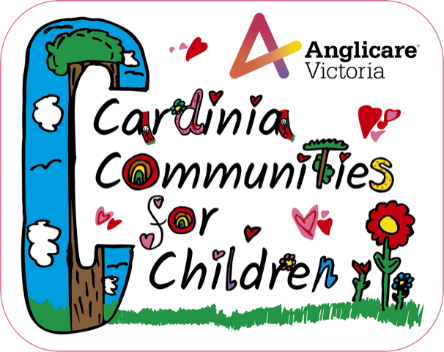 Anglicare
Victoria
Cardinia
Communities
for
Children